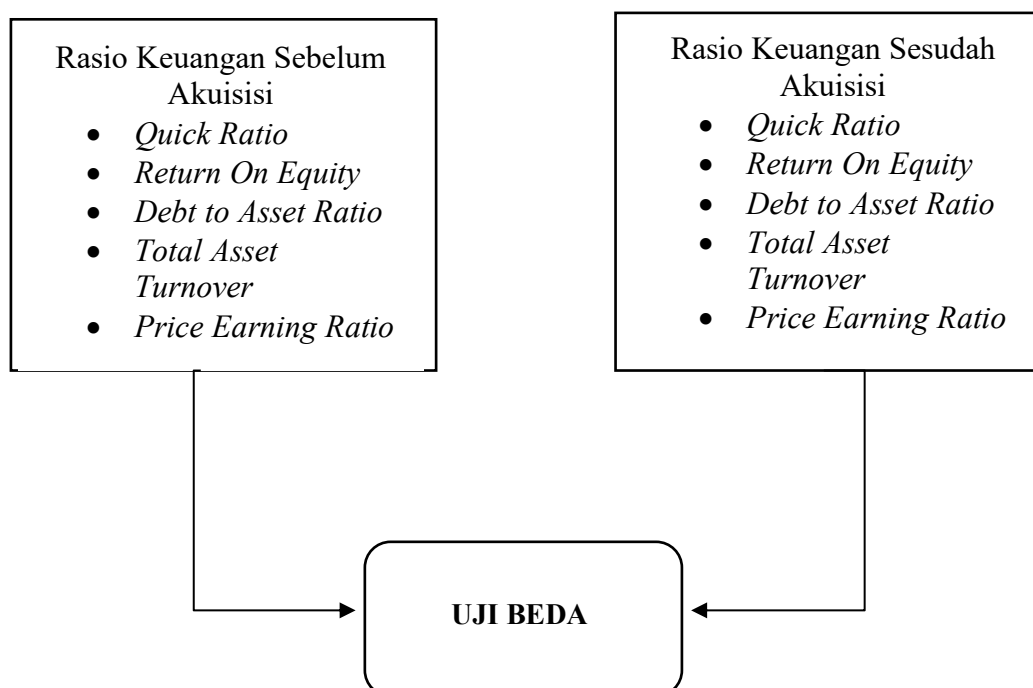 Rasio Keuangan Sebelum
Akuisisi
• Quick Ratio
• Return On Equity
• Debt to Asset Ratio
• Total Asset
Turnover
• Price Earning Ratio
Rasio Keuangan Sesudah
Akuisisi
• Quick Ratio
• Return On Equity
• Debt to Asset Ratio
• Total Asset
Turnover
• Price Earning Ratio
UJI BEDA